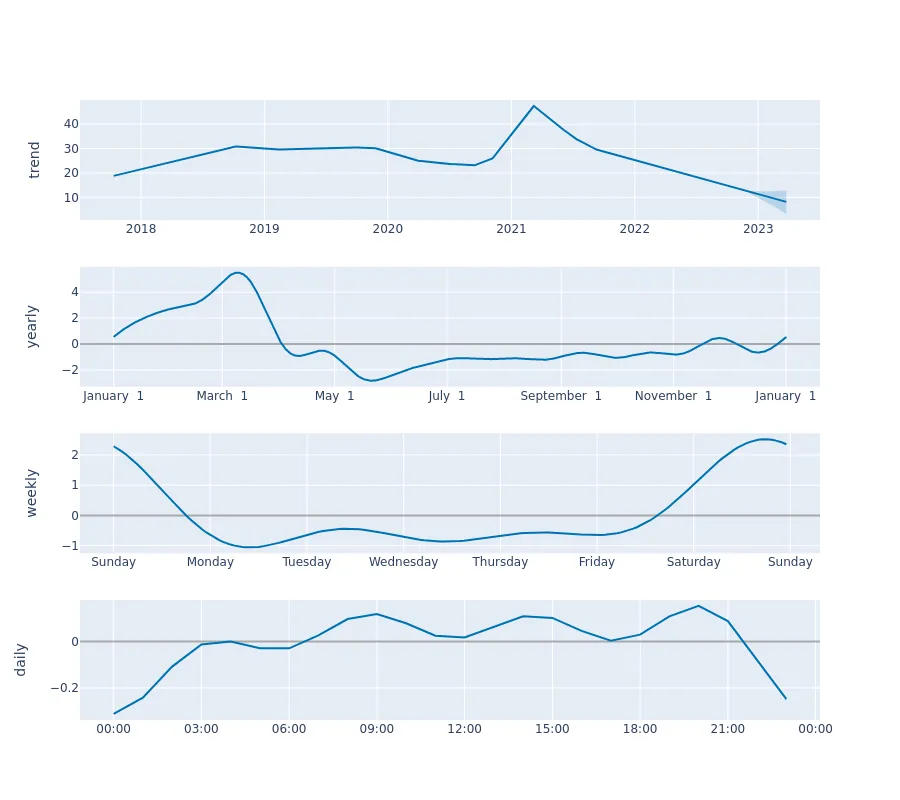 trend
40
30
20
10
2018 2019 2020 2021 2022 2023
yearly
4
2
0
−2
January 1 March 1 May 1 July 1 September 1 November 1 January 1
weekly
2
1
0
−1
Sunday Monday Tuesday Wednesday Thursday Friday Saturday Sunday
daily
0
−0.2
00:00 03:00 06:00 09:00 12:00 15:00 18:00 21:00 00:00